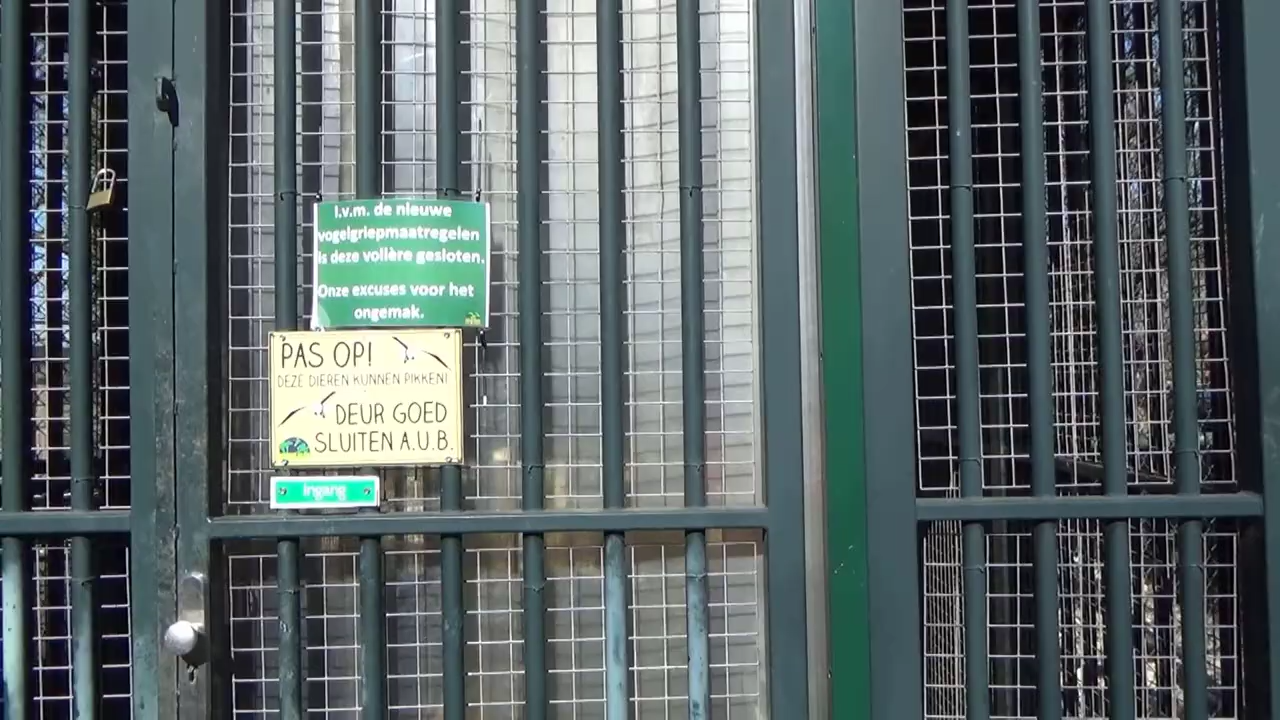 i.v.m. de nieuwe
vogelgriepmaatregelen
is deze volière gesloten.
Onze excuses voor het
ongemak.
PAS OP!
DEZE DIEREN KUNNEN PIKKEN!
DEUR GOED
SLUITEN A.U.B.
Ingang